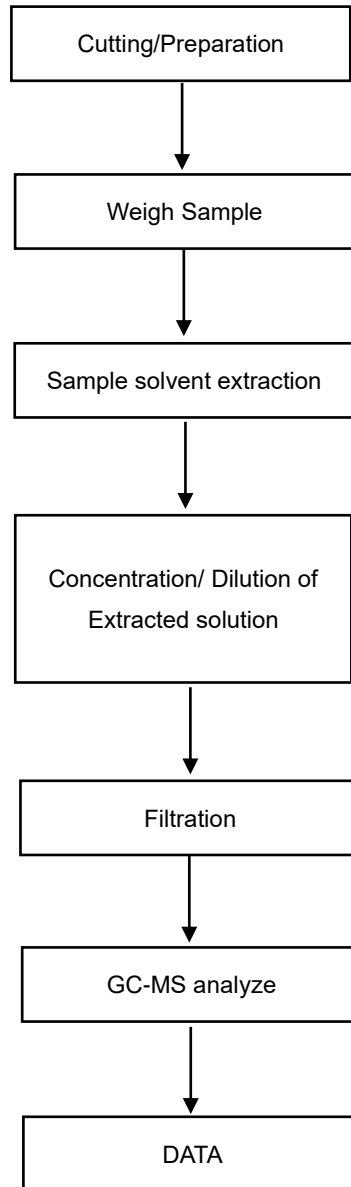 Cutting/Preparation
Weigh Sample
Sample solvent extraction
Concentration/ Dilution of
Extracted solution
Filtration
GC-MS analyze
DATA